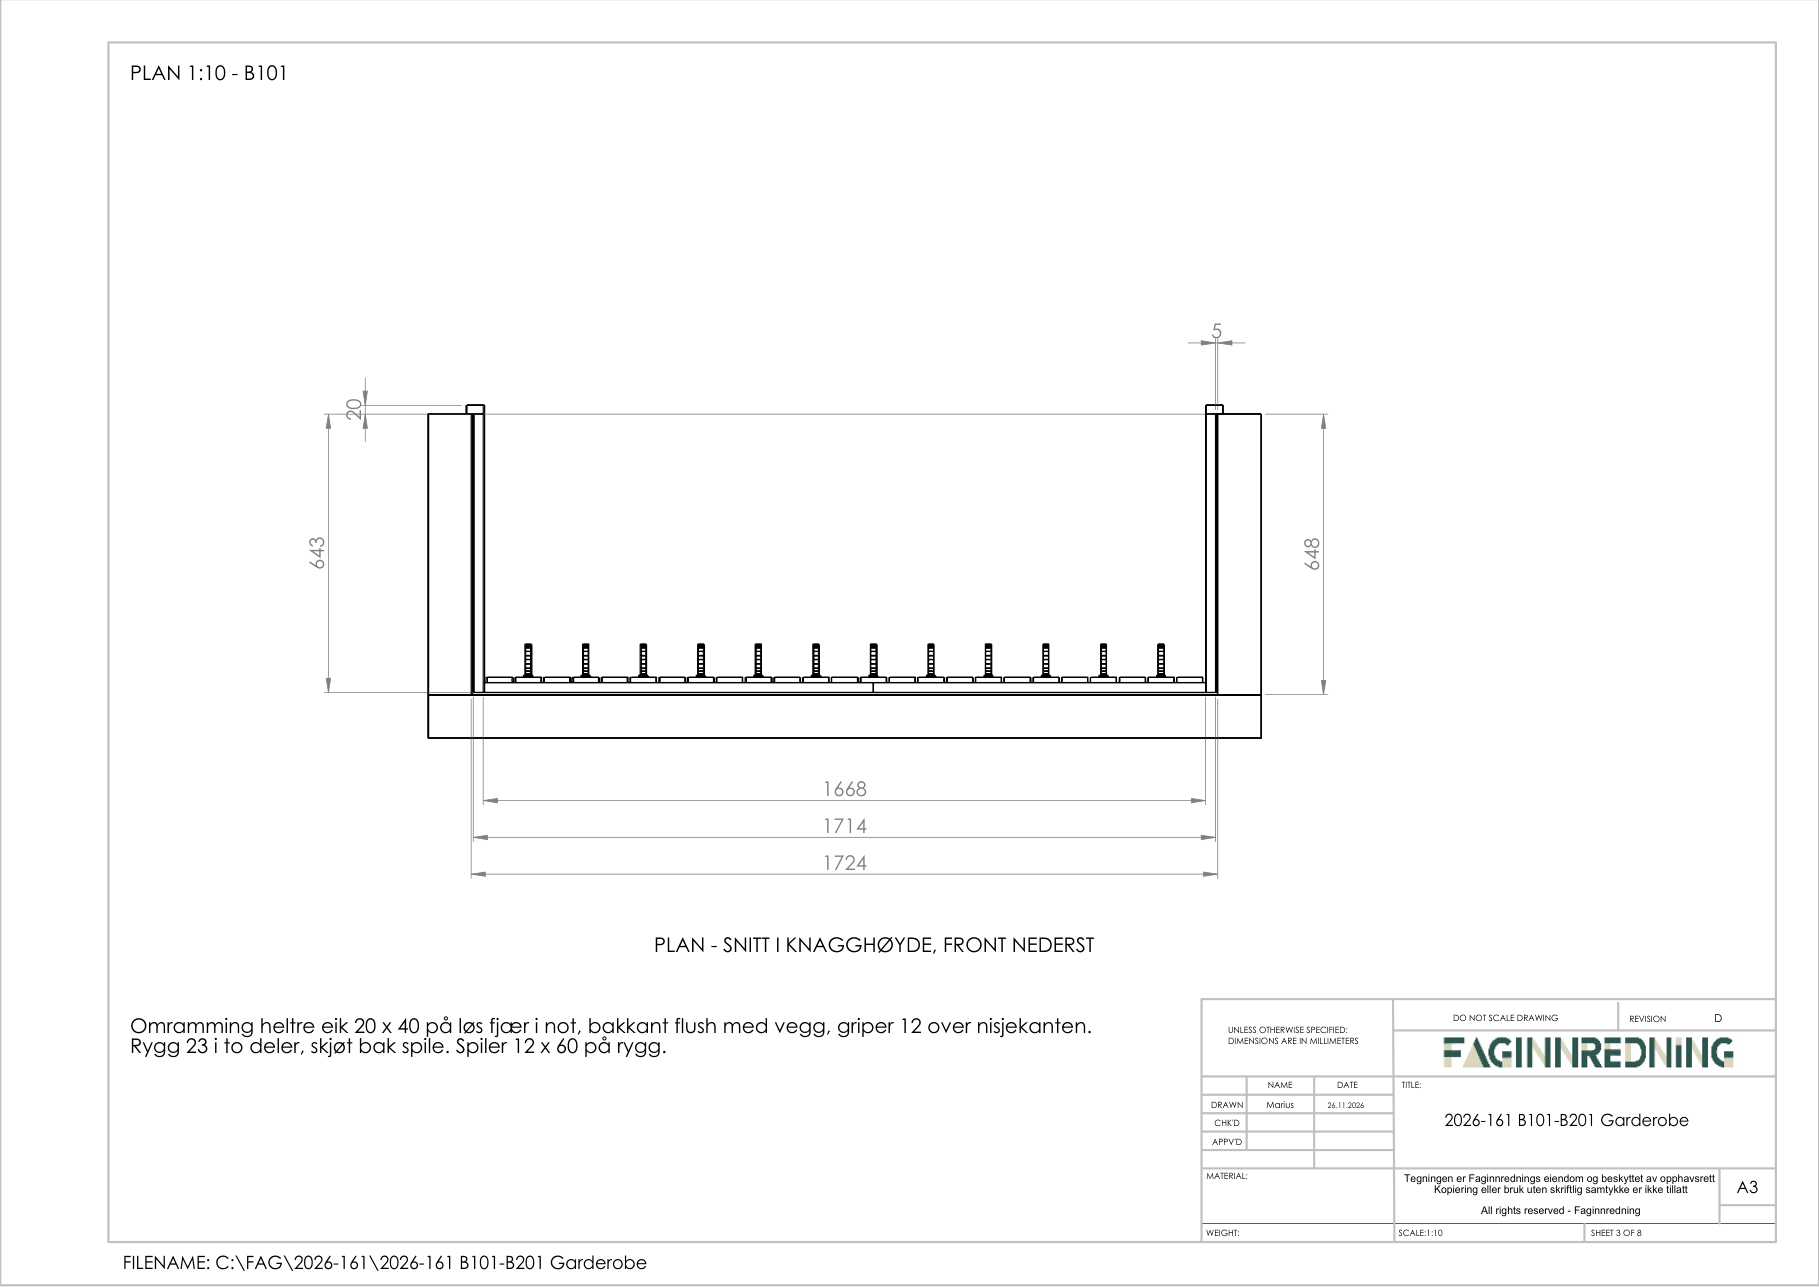 PLAN 1:10 - B101
5
20
643
648
1668
1714
1724
PLAN - SNITT I KNAGGHØYDE, FRONT NEDERST
Omramming heltre eik 20 x 40 på løs fjær i not, bakkant flush med vegg, griper 12 over nisjekanten.
Rygg 23 i to deler, skjøt bak spile. Spiler 12 x 60 på rygg.
UNLESS OTHERWISE SPECIFIED:
DIMENSIONS ARE IN MILLIMETERS
DO NOT SCALE DRAWING
REVISION D
FAGINNREDNING
NAME DATE
DRAWN Marius 26.11.2026
CHK'D
APPV'D
TITLE:
2026-161 B101-B201 Garderobe
MATERIAL:
Tegningen er Faginnrednings eiendom og beskyttet av opphavsrett
Kopiering eller bruk uten skriftlig samtykke er ikke tillatt
All rights reserved - Faginnredning
A3
WEIGHT:
SCALE:1:10
SHEET 3 OF 8
FILENAME: C:\FAG\2026-161\2026-161 B101-B201 Garderobe